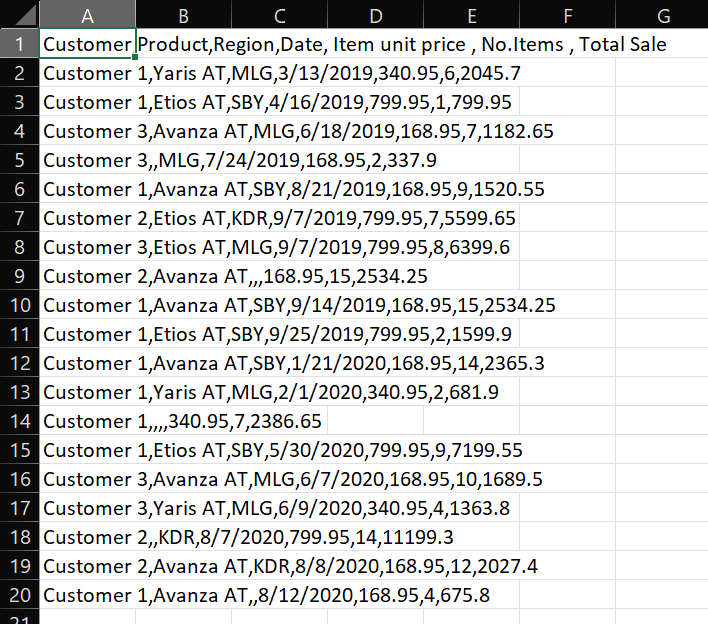 A B C D E F G
1 Customer,Product,Region,Date, Item unit price , No.Items , Total Sale
2 Customer 1,Yaris AT,MLG,3/13/2019,340.95,6,2045.7
3 Customer 1,Etios AT,SBY,4/16/2019,799.95,1,799.95
4 Customer 3,Avanza AT,MLG,6/18/2019,168.95,7,1182.65
5 Customer 3,,MLG,7/24/2019,168.95,2,337.9
6 Customer 1,Avanza AT,SBY,8/21/2019,168.95,9,1520.55
7 Customer 2,Etios AT,KDR,9/7/2019,799.95,7,5599.65
8 Customer 3,Etios AT,MLG,9/7/2019,799.95,8,6399.6
9 Customer 2,Avanza AT,,,168.95,15,2534.25
10 Customer 1,Avanza AT,SBY,9/14/2019,168.95,15,2534.25
11 Customer 1,Etios AT,SBY,9/25/2019,799.95,2,1599.9
12 Customer 1,Avanza AT,SBY,1/21/2020,168.95,14,2365.3
13 Customer 1,Yaris AT,MLG,2/1/2020,340.95,2,681.9
14 Customer 1,,,,340.95,7,2386.65
15 Customer 1,Etios AT,SBY,5/30/2020,799.95,9,7199.55
16 Customer 3,Avanza AT,MLG,6/7/2020,168.95,10,1689.5
17 Customer 3,Yaris AT,MLG,6/9/2020,340.95,4,1363.8
18 Customer 2,,KDR,8/7/2020,799.95,14,11199.3
19 Customer 2,Avanza AT,KDR,8/8/2020,168.95,12,2027.4
20 Customer 1,Avanza AT,,8/12/2020,168.95,4,675.8
21